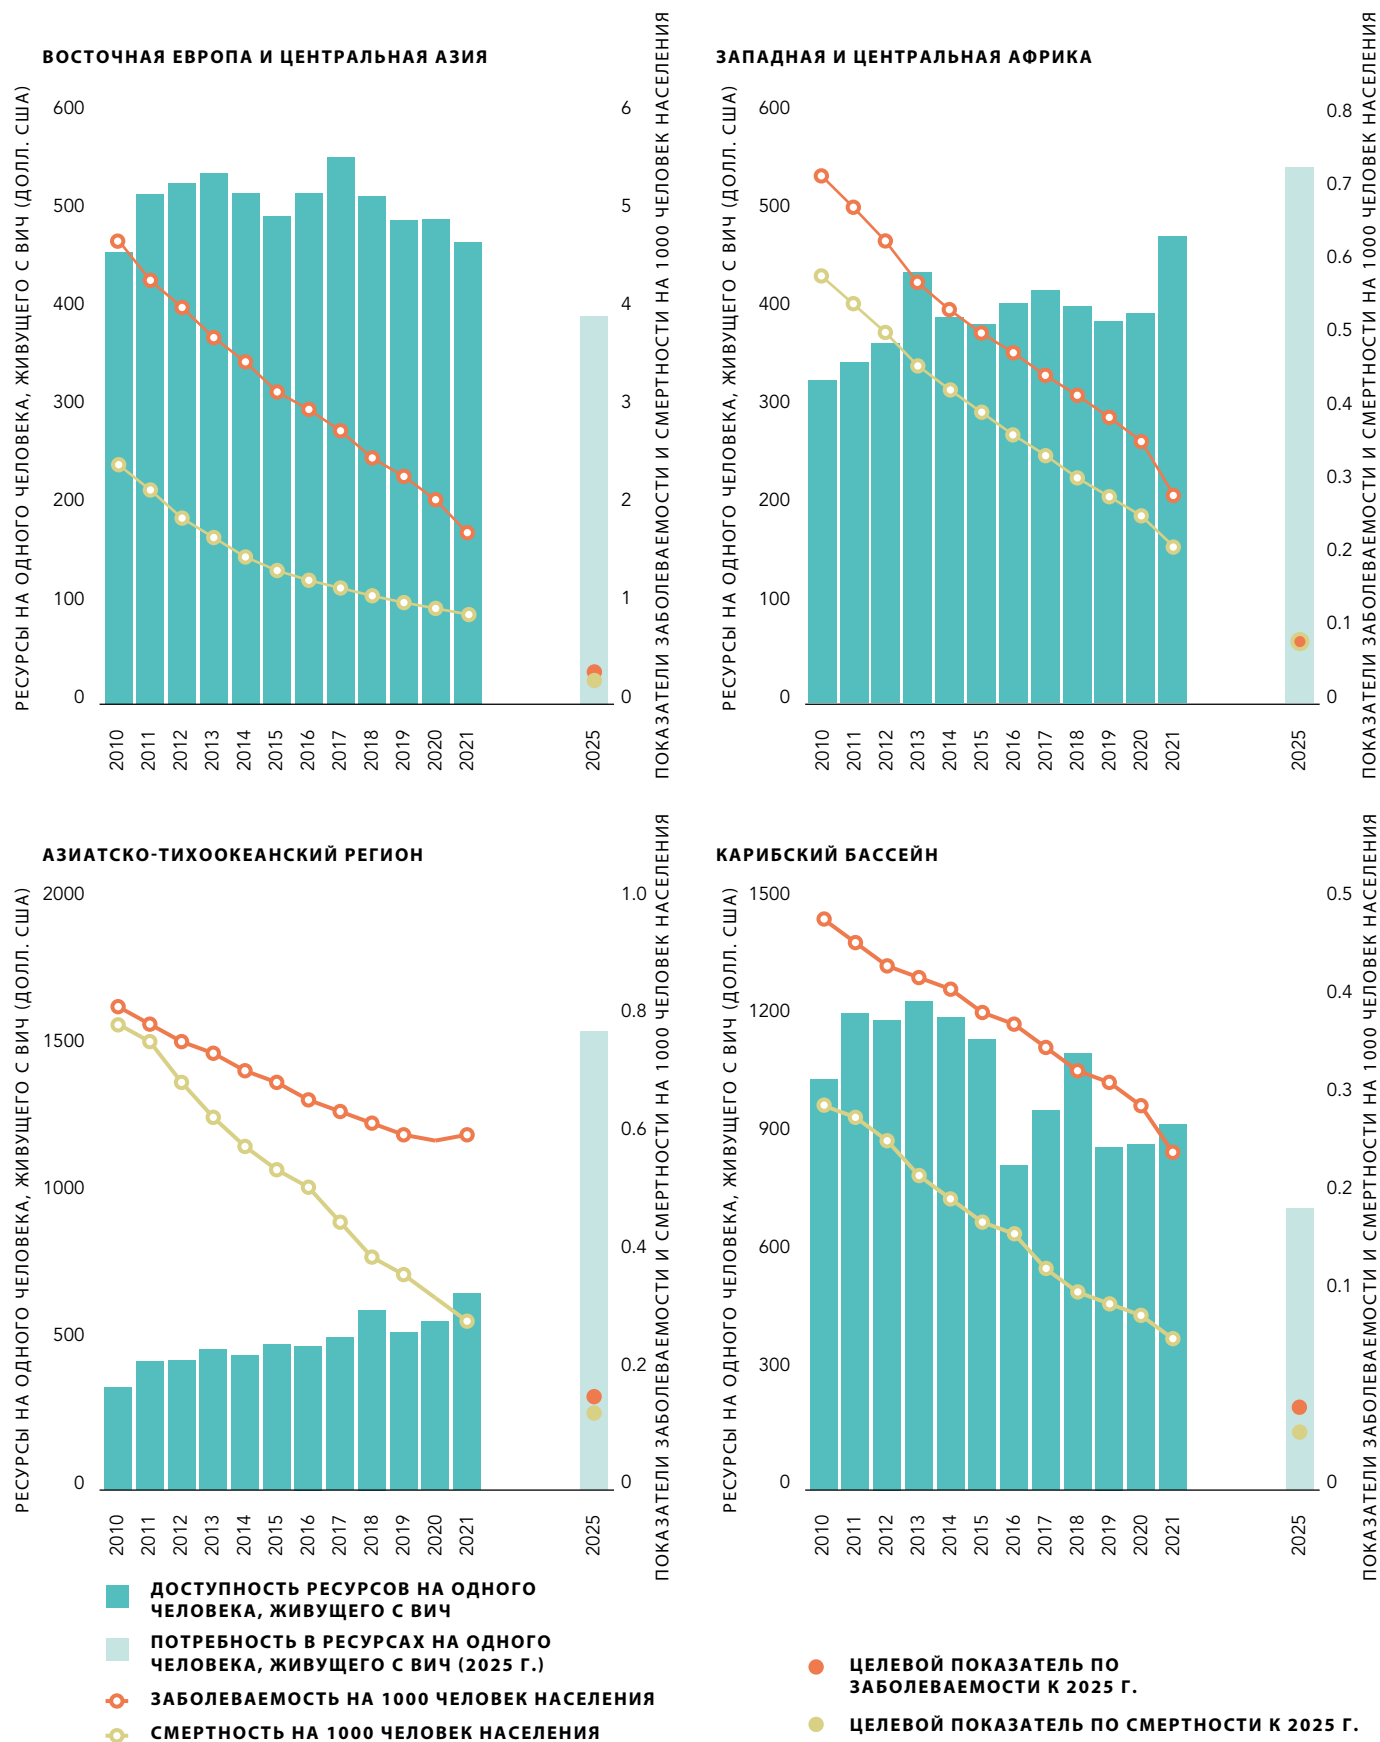 ВОСТОЧНАЯ ЕВРОПА И ЦЕНТРАЛЬНАЯ АЗИЯ
РЕСУРСЫ НА ОДНОГО ЧЕЛОВЕКА, ЖИВУЩЕГО С ВИЧ (ДОЛЛ. США)
600
500
400
300
200
100
0
6
5
4
3
2
1
0
ПОКАЗАТЕЛИ ЗАБОЛЕВАЕМОСТИ И СМЕРТНОСТИ НА 1000 ЧЕЛОВЕК НАСЕЛЕНИЯ
2010 2011 2012 2013 2014 2015 2016 2017 2018 2019 2020 2021 2025
ЗАПАДНАЯ И ЦЕНТРАЛЬНАЯ АФРИКА
РЕСУРСЫ НА ОДНОГО ЧЕЛОВЕКА, ЖИВУЩЕГО С ВИЧ (ДОЛЛ. США)
600
500
400
300
200
100
0
0.8
0.7
0.6
0.5
0.4
0.3
0.2
0.1
0
ПОКАЗАТЕЛИ ЗАБОЛЕВАЕМОСТИ И СМЕРТНОСТИ НА 1000 ЧЕЛОВЕК НАСЕЛЕНИЯ
2010 2011 2012 2013 2014 2015 2016 2017 2018 2019 2020 2021 2025
АЗИАТСКО-ТИХООКЕАНСКИЙ РЕГИОН
РЕСУРСЫ НА ОДНОГО ЧЕЛОВЕКА, ЖИВУЩЕГО С ВИЧ (ДОЛЛ. США)
2000
1500
1000
500
0
1.0
0.8
0.6
0.4
0.2
0
ПОКАЗАТЕЛИ ЗАБОЛЕВАЕМОСТИ И СМЕРТНОСТИ НА 1000 ЧЕЛОВЕК НАСЕЛЕНИЯ
2010 2011 2012 2013 2014 2015 2016 2017 2018 2019 2020 2021 2025
КАРИБСКИЙ БАССЕЙН
РЕСУРСЫ НА ОДНОГО ЧЕЛОВЕКА, ЖИВУЩЕГО С ВИЧ (ДОЛЛ. США)
1500
1200
900
600
300
0
0.5
0.4
0.3
0.2
0.1
0
ПОКАЗАТЕЛИ ЗАБОЛЕВАЕМОСТИ И СМЕРТНОСТИ НА 1000 ЧЕЛОВЕК НАСЕЛЕНИЯ
2010 2011 2012 2013 2014 2015 2016 2017 2018 2019 2020 2021 2025
ДОСТУПНОСТЬ РЕСУРСОВ НА ОДНОГО
ЧЕЛОВЕКА, ЖИВУЩЕГО С ВИЧ
ПОТРЕБНОСТЬ В РЕСУРСАХ НА ОДНОГО
ЧЕЛОВЕКА, ЖИВУЩЕГО С ВИЧ (2025 Г.)
ЗАБОЛЕВАЕМОСТЬ НА 1000 ЧЕЛОВЕК НАСЕЛЕНИЯ
СМЕРТНОСТЬ НА 1000 ЧЕЛОВЕК НАСЕЛЕНИЯ
ЦЕЛЕВОЙ ПОКАЗАТЕЛЬ ПО
ЗАБОЛЕВАЕМОСТИ К 2025 Г.
ЦЕЛЕВОЙ ПОКАЗАТЕЛЬ ПО СМЕРТНОСТИ К 2025 Г.